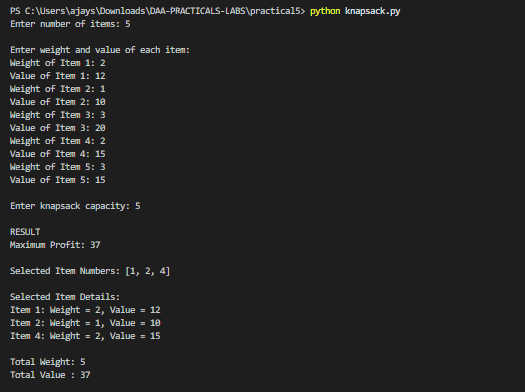 PS C:\Users\ajays\Downloads\DAA-PRACTICALS-LABS\practical5> python knapsack.py
Enter number of items: 5
Enter weight and value of each item:
Weight of Item 1: 2
Value of Item 1: 12
Weight of Item 2: 1
Value of Item 2: 10
Weight of Item 3: 3
Value of Item 3: 20
Weight of Item 4: 2
Value of Item 4: 15
Weight of Item 5: 3
Value of Item 5: 15
Enter knapsack capacity: 5
RESULT
Maximum Profit: 37
Selected Item Numbers: [1, 2, 4]
Selected Item Details:
Item 1: Weight = 2, Value = 12
Item 2: Weight = 1, Value = 10
Item 4: Weight = 2, Value = 15
Total Weight: 5
Total Value : 37